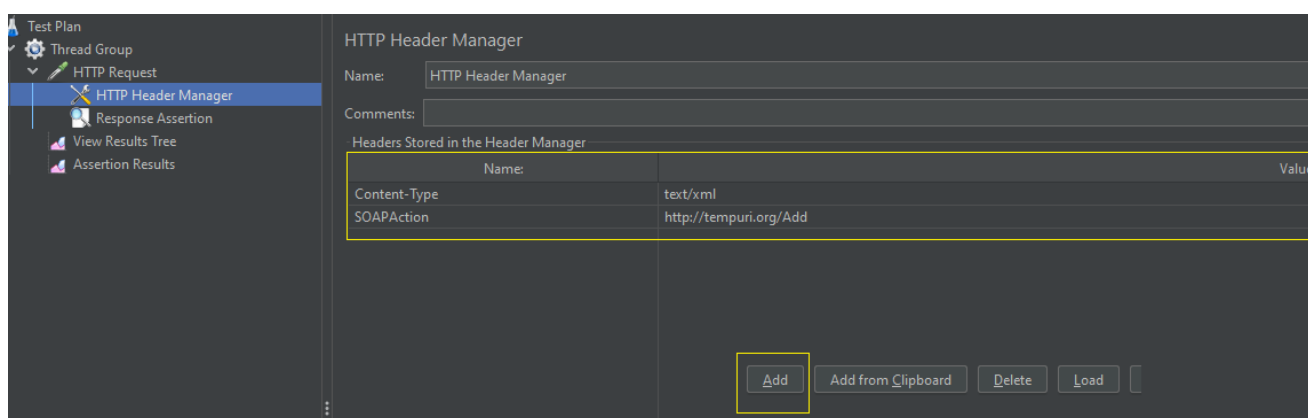 Test Plan
Thread Group
HTTP Request
HTTP Header Manager
Response Assertion
View Results Tree
Assertion Results
HTTP Header Manager
Name: HTTP Header Manager
Comments:
Headers Stored in the Header Manager
Name: Value
Content-Type text/xml
SOAPAction http://tempuri.org/Add
Add Add from Clipboard Delete Load